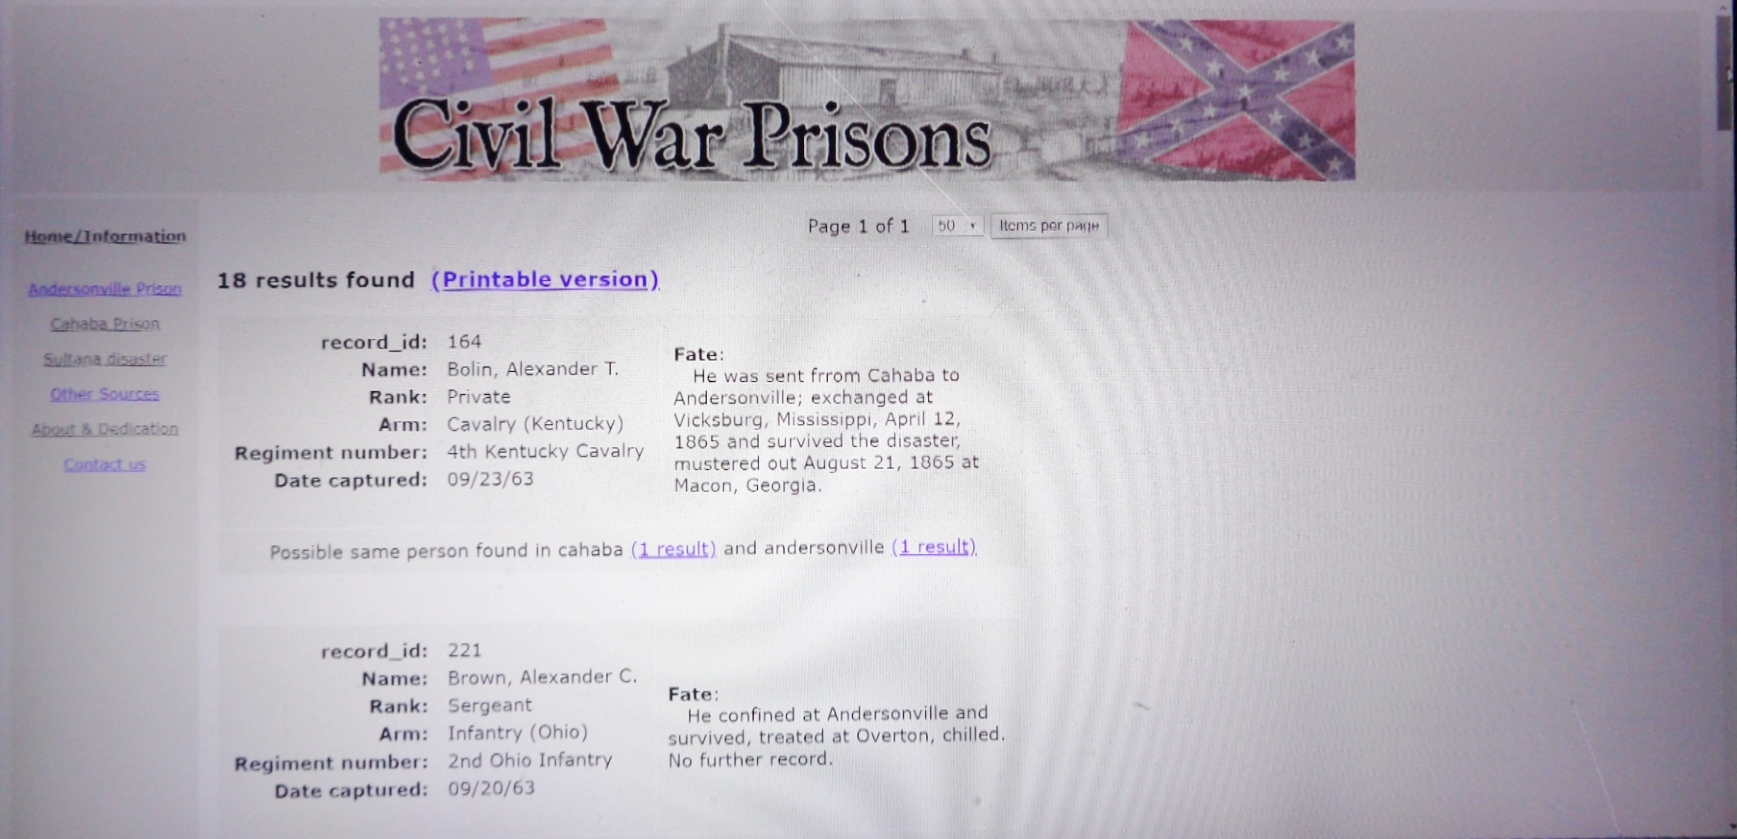 Civil War Prisons
Page 1 of 1 50 Items per page
Home/Information
Andersonville Prison
Cahaba Prison
Sultana disaster
Other Sources
About & Dedication
Contact us
18 results found (Printable version)
record_id: 164
Name: Bolin, Alexander T.
Rank: Private
Arm: Cavalry (Kentucky)
Regiment number: 4th Kentucky Cavalry
Date captured: 09/23/63
Fate:
He was sent frrom Cahaba to
Andersonville; exchanged at
Vicksburg, Mississippi, April 12,
1865 and survived the disaster,
mustered out August 21, 1865 at
Macon, Georgia.
Possible same person found in cahaba (1 result) and andersonville (1 result)
record_id: 221
Name: Brown, Alexander C.
Rank: Sergeant
Arm: Infantry (Ohio)
Regiment number: 2nd Ohio Infantry
Date captured: 09/20/63
Fate:
He confined at Andersonville and
survived, treated at Overton, chilled.
No further record.